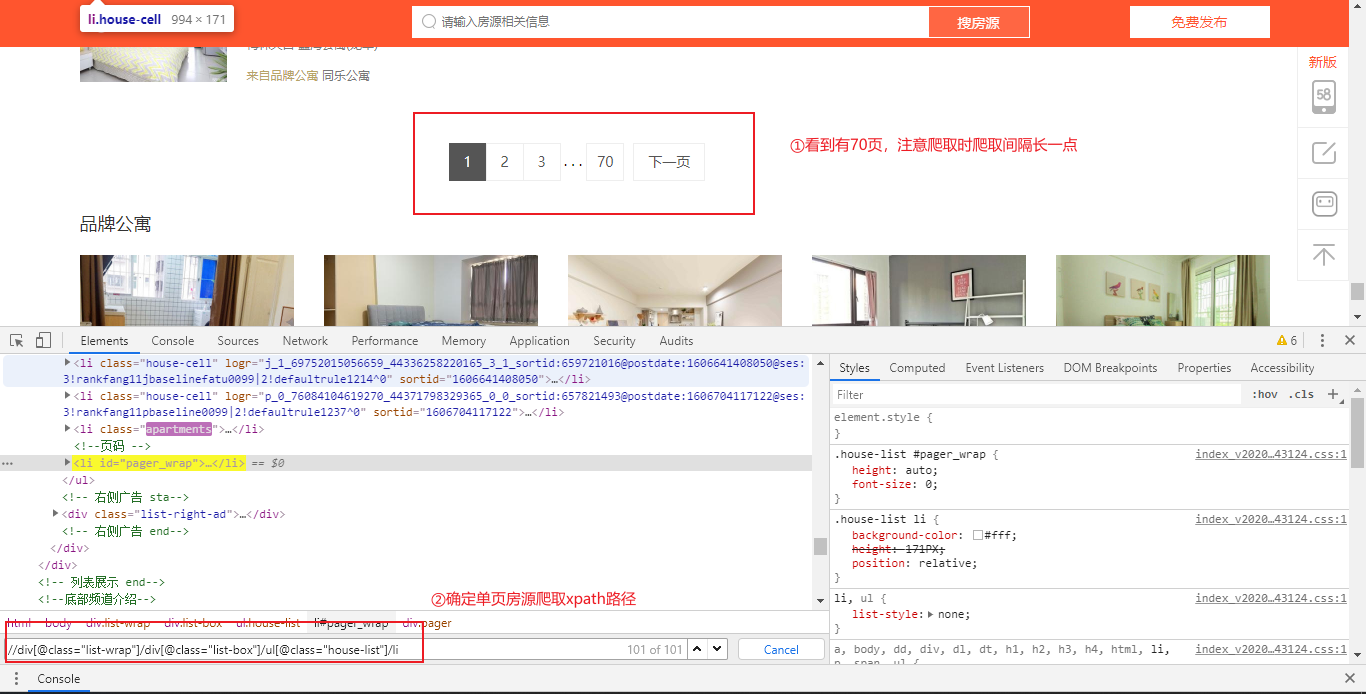 li.house-cell 994 × 171
请输入房源相关信息
搜房源
免费发布
来自品牌公寓 同乐公寓
新版
58
1 2 3 ... 70 下一页
①看到有70页，注意爬取时爬取间隔长一点
品牌公寓
Elements Console Sources Network Performance Memory Application Security Audits 6
<li class="house-cell" logr="j_1_69752015056659_44336258220165_3_1_sortid:659721016@postdate:1606641408050@ses:
3!rankfang11jbaselinefatu0099|2!defaultrule1214^0" sortid="1606641408050">…</li>
<li class="house-cell" logr="p_0_76084104619270_44371798329365_0_0_sortid:657821493@postdate:1606704117122@ses:
3!rankfang11pbaseline0099|2!defaultrule1237^0" sortid="1606704117122">…</li>
<li class="apartments">…</li>
<!--页码 -->
<li id="pager_wrap">…</li> == $0
</ul>
<!-- 右侧广告 sta-->
<div class="list-right-ad">…</div>
<!-- 右侧广告 end-->
</div>
</div>
<!-- 列表展示 end-->
<!--底部频道介绍-->
②确定单页房源爬取xpath路径
html body div.list-wrap div.list-box ul.house-list li#pager_wrap div.pager
//div[@class="list-wrap"]/div[@class="list-box"]/ul[@class="house-list"]/li
101 of 101
Cancel
Styles Computed Event Listeners DOM Breakpoints Properties Accessibility
Filter :hov .cls +
element.style {
}
.house-list #pager_wrap { index_v2020…43124.css:1
height: auto;
font-size: 0;
}
.house-list li { index_v2020…43124.css:1
background-color: #fff;
height: 171PX;
position: relative;
}
li, ul { index_v2020…43124.css:1
list-style: none;
}
a, body, dd, div, dl, dt, h1, h2, h3, h4, html, li, index_v2020…43124.css:1
p, span, ul {
Console